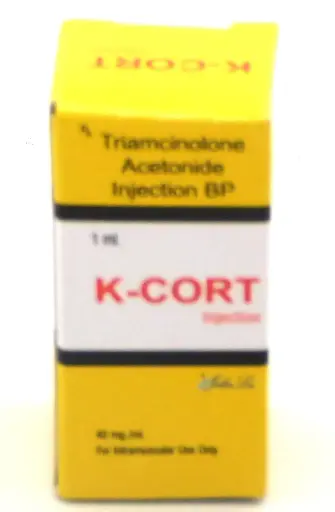 K-CORT
Triamcinolone
Acetonide
Injection BP
1 ml.
K-CORT
Injection
40 mg./ml.
For Intramuscular Use Only